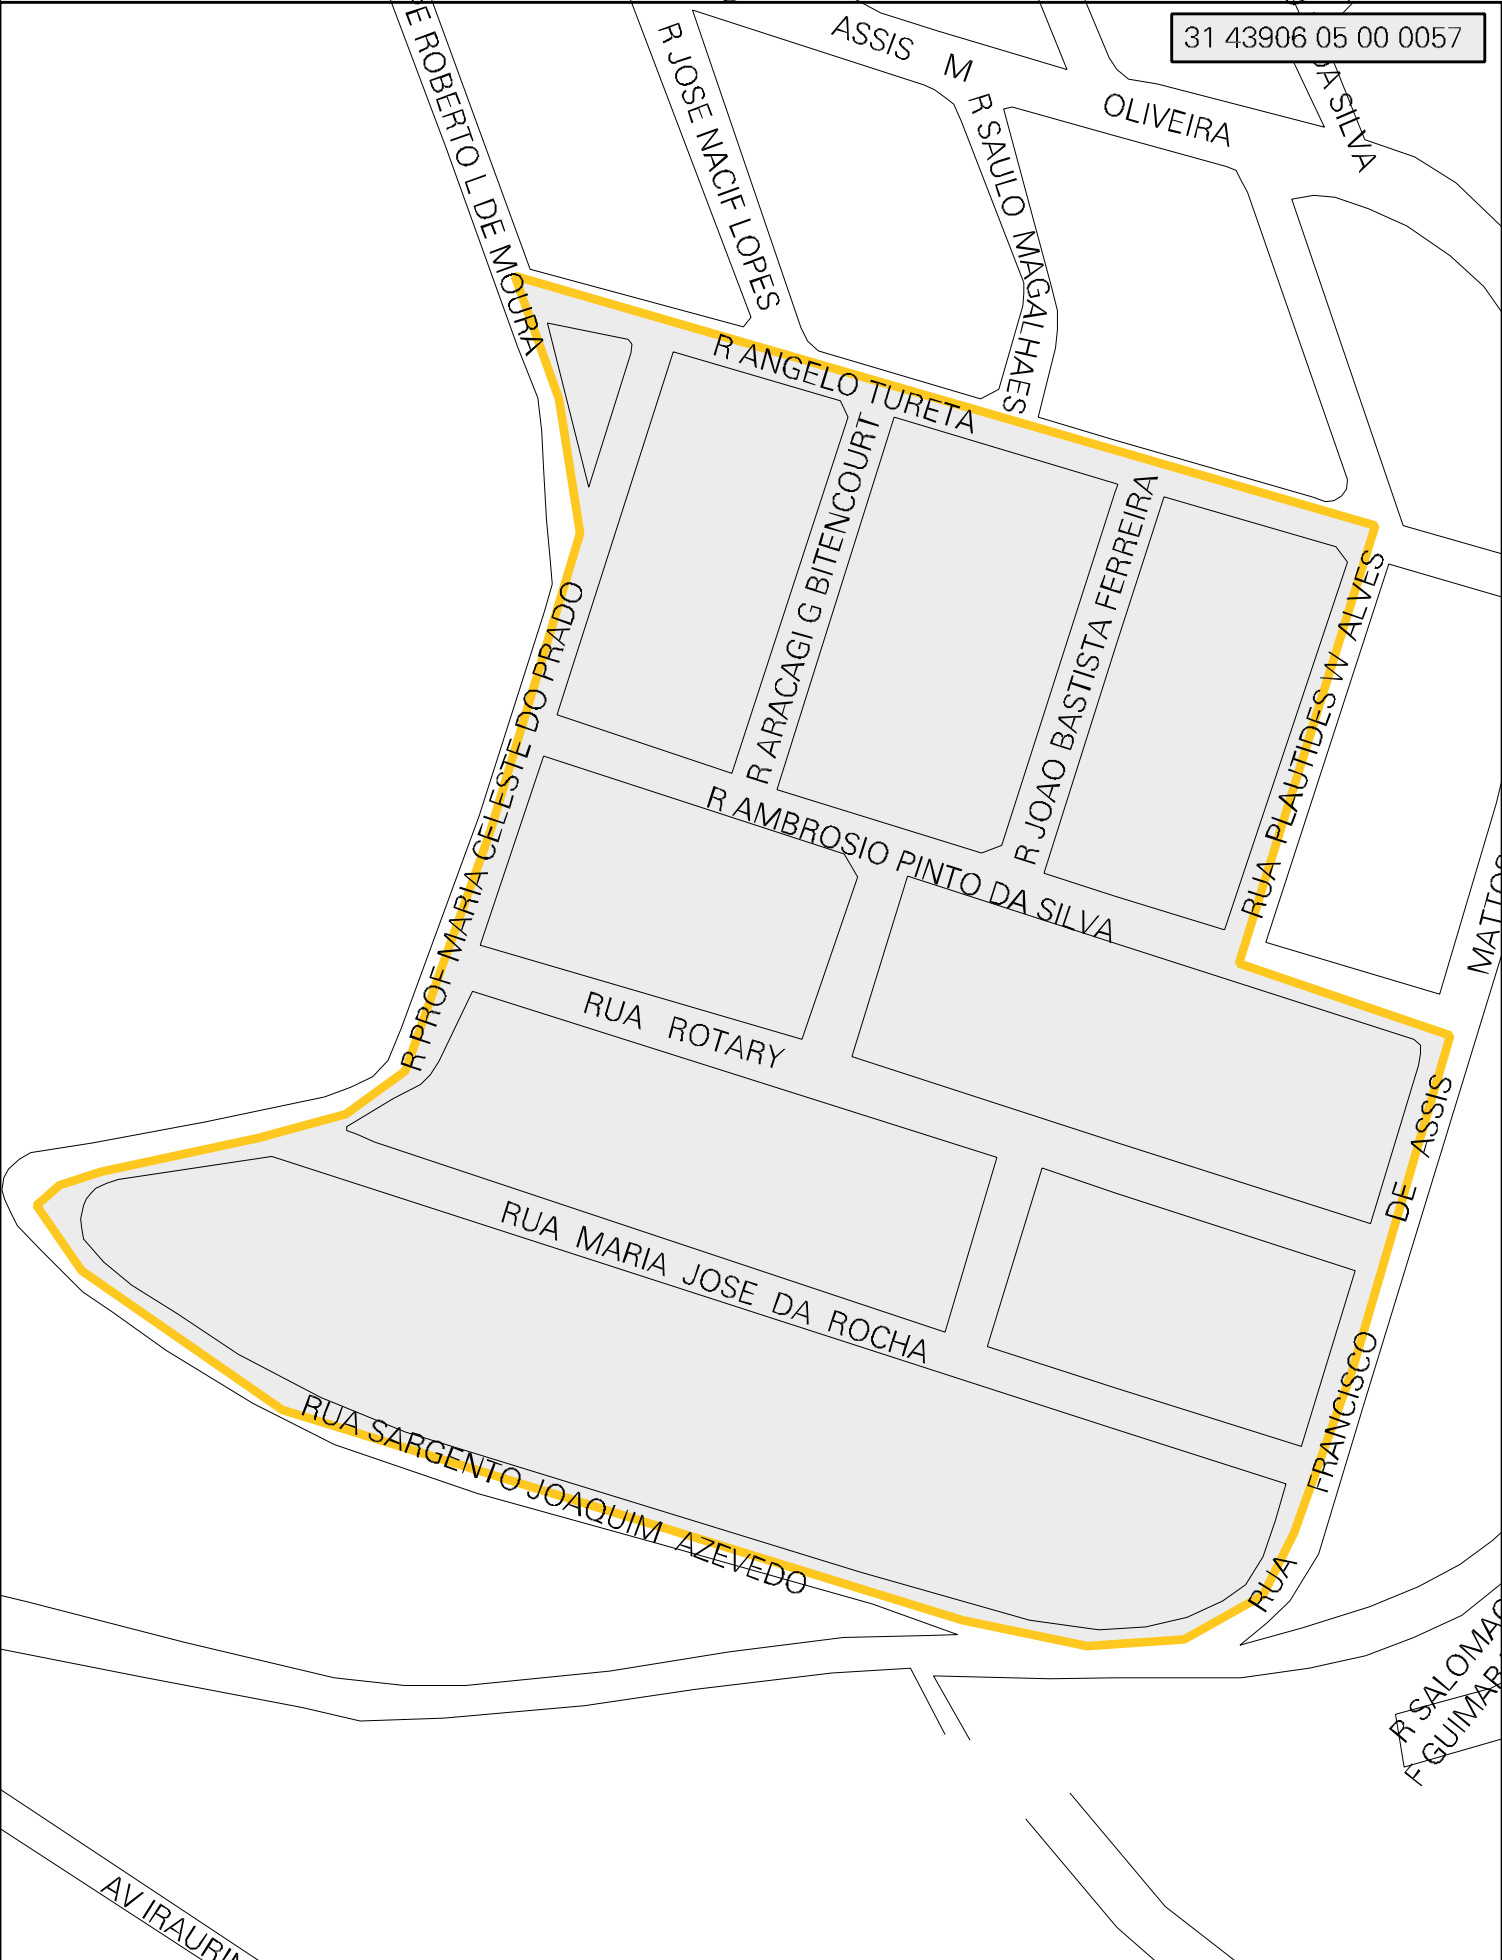 31 43906 05 00 0057
ROBERTO L DE MOURA
R JOSE NACIF LOPES
ASSIS M
OLIVEIRA
R SAULO MAGALHAES
DA SILVA
R ANGELO TURETA
R ARACAGI G BITENCOURT
R JOAO BASTISTA FERREIRA
RUA PLAUTIDES W ALVES
R PROF MARIA CELESTE DO PRADO
R AMBROSIO PINTO DA SILVA
MATTOS
RUA ROTARY
RUA FRANCISCO DE ASSIS
RUA MARIA JOSE DA ROCHA
RUA SARGENTO JOAQUIM AZEVEDO
R SALOMAO
F GUIMARA
AV IRAURIN